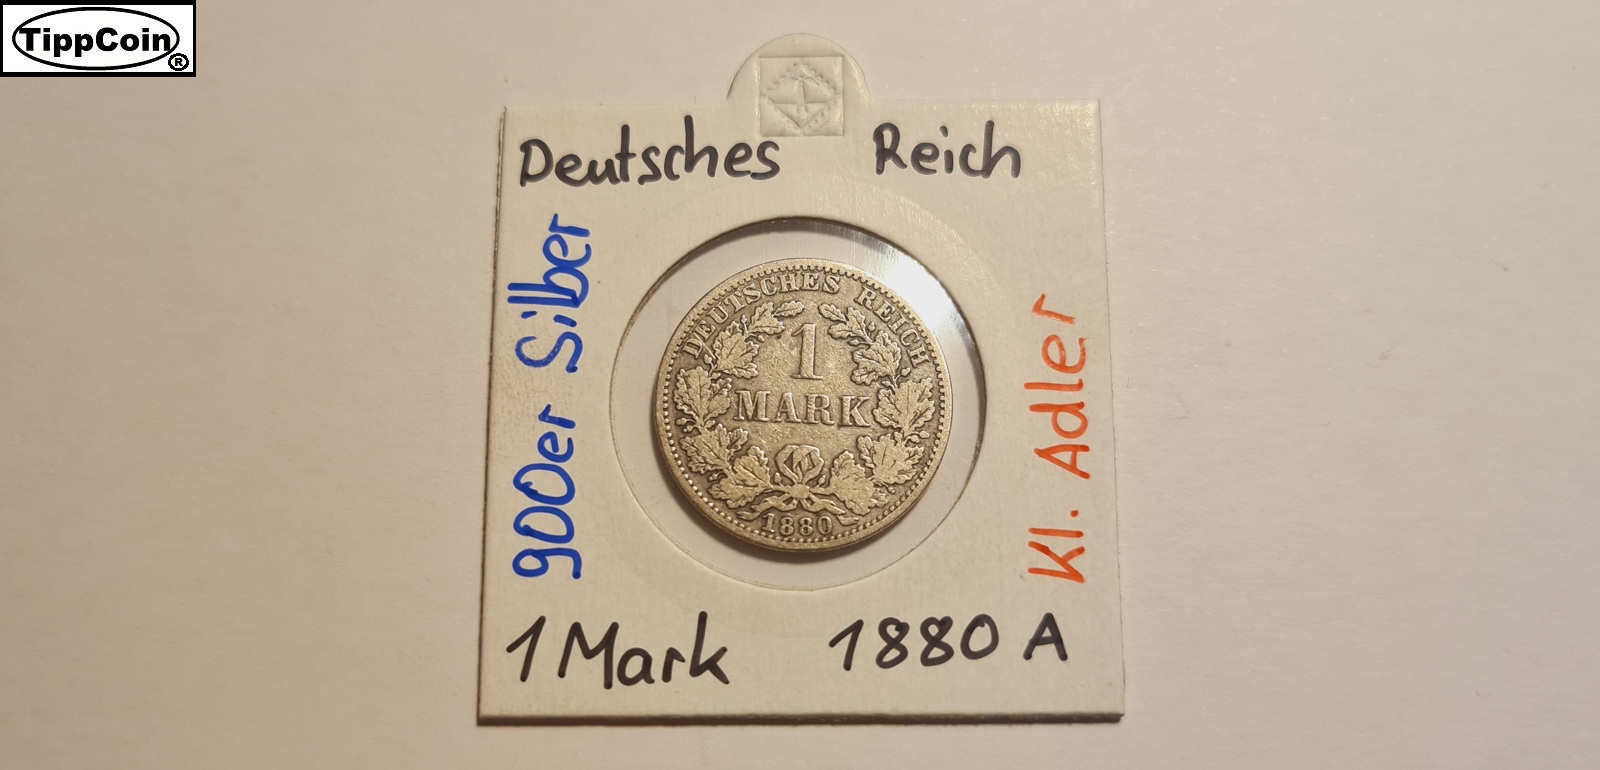 TippCoin®
Deutsches Reich
900er Silber
DEUTSCHES REICH
1
MARK
1880
Kl. Adler
1 Mark 1880 A